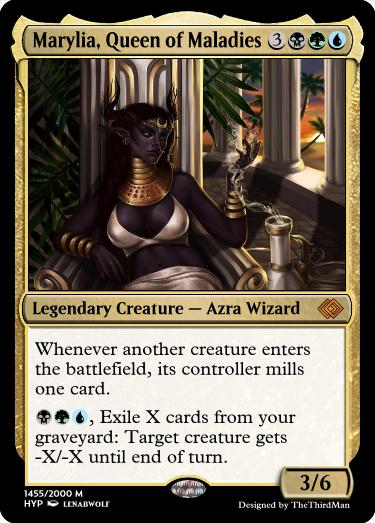 Marylia, Queen of Maladies 3
Legendary Creature — Azra Wizard
Whenever another creature enters
the battlefield, its controller mills
one card.
, Exile X cards from your
graveyard: Target creature gets
-X/-X until end of turn.
3/6
1455/2000 M
HYP LENABWOLF
Designed by TheThirdMan